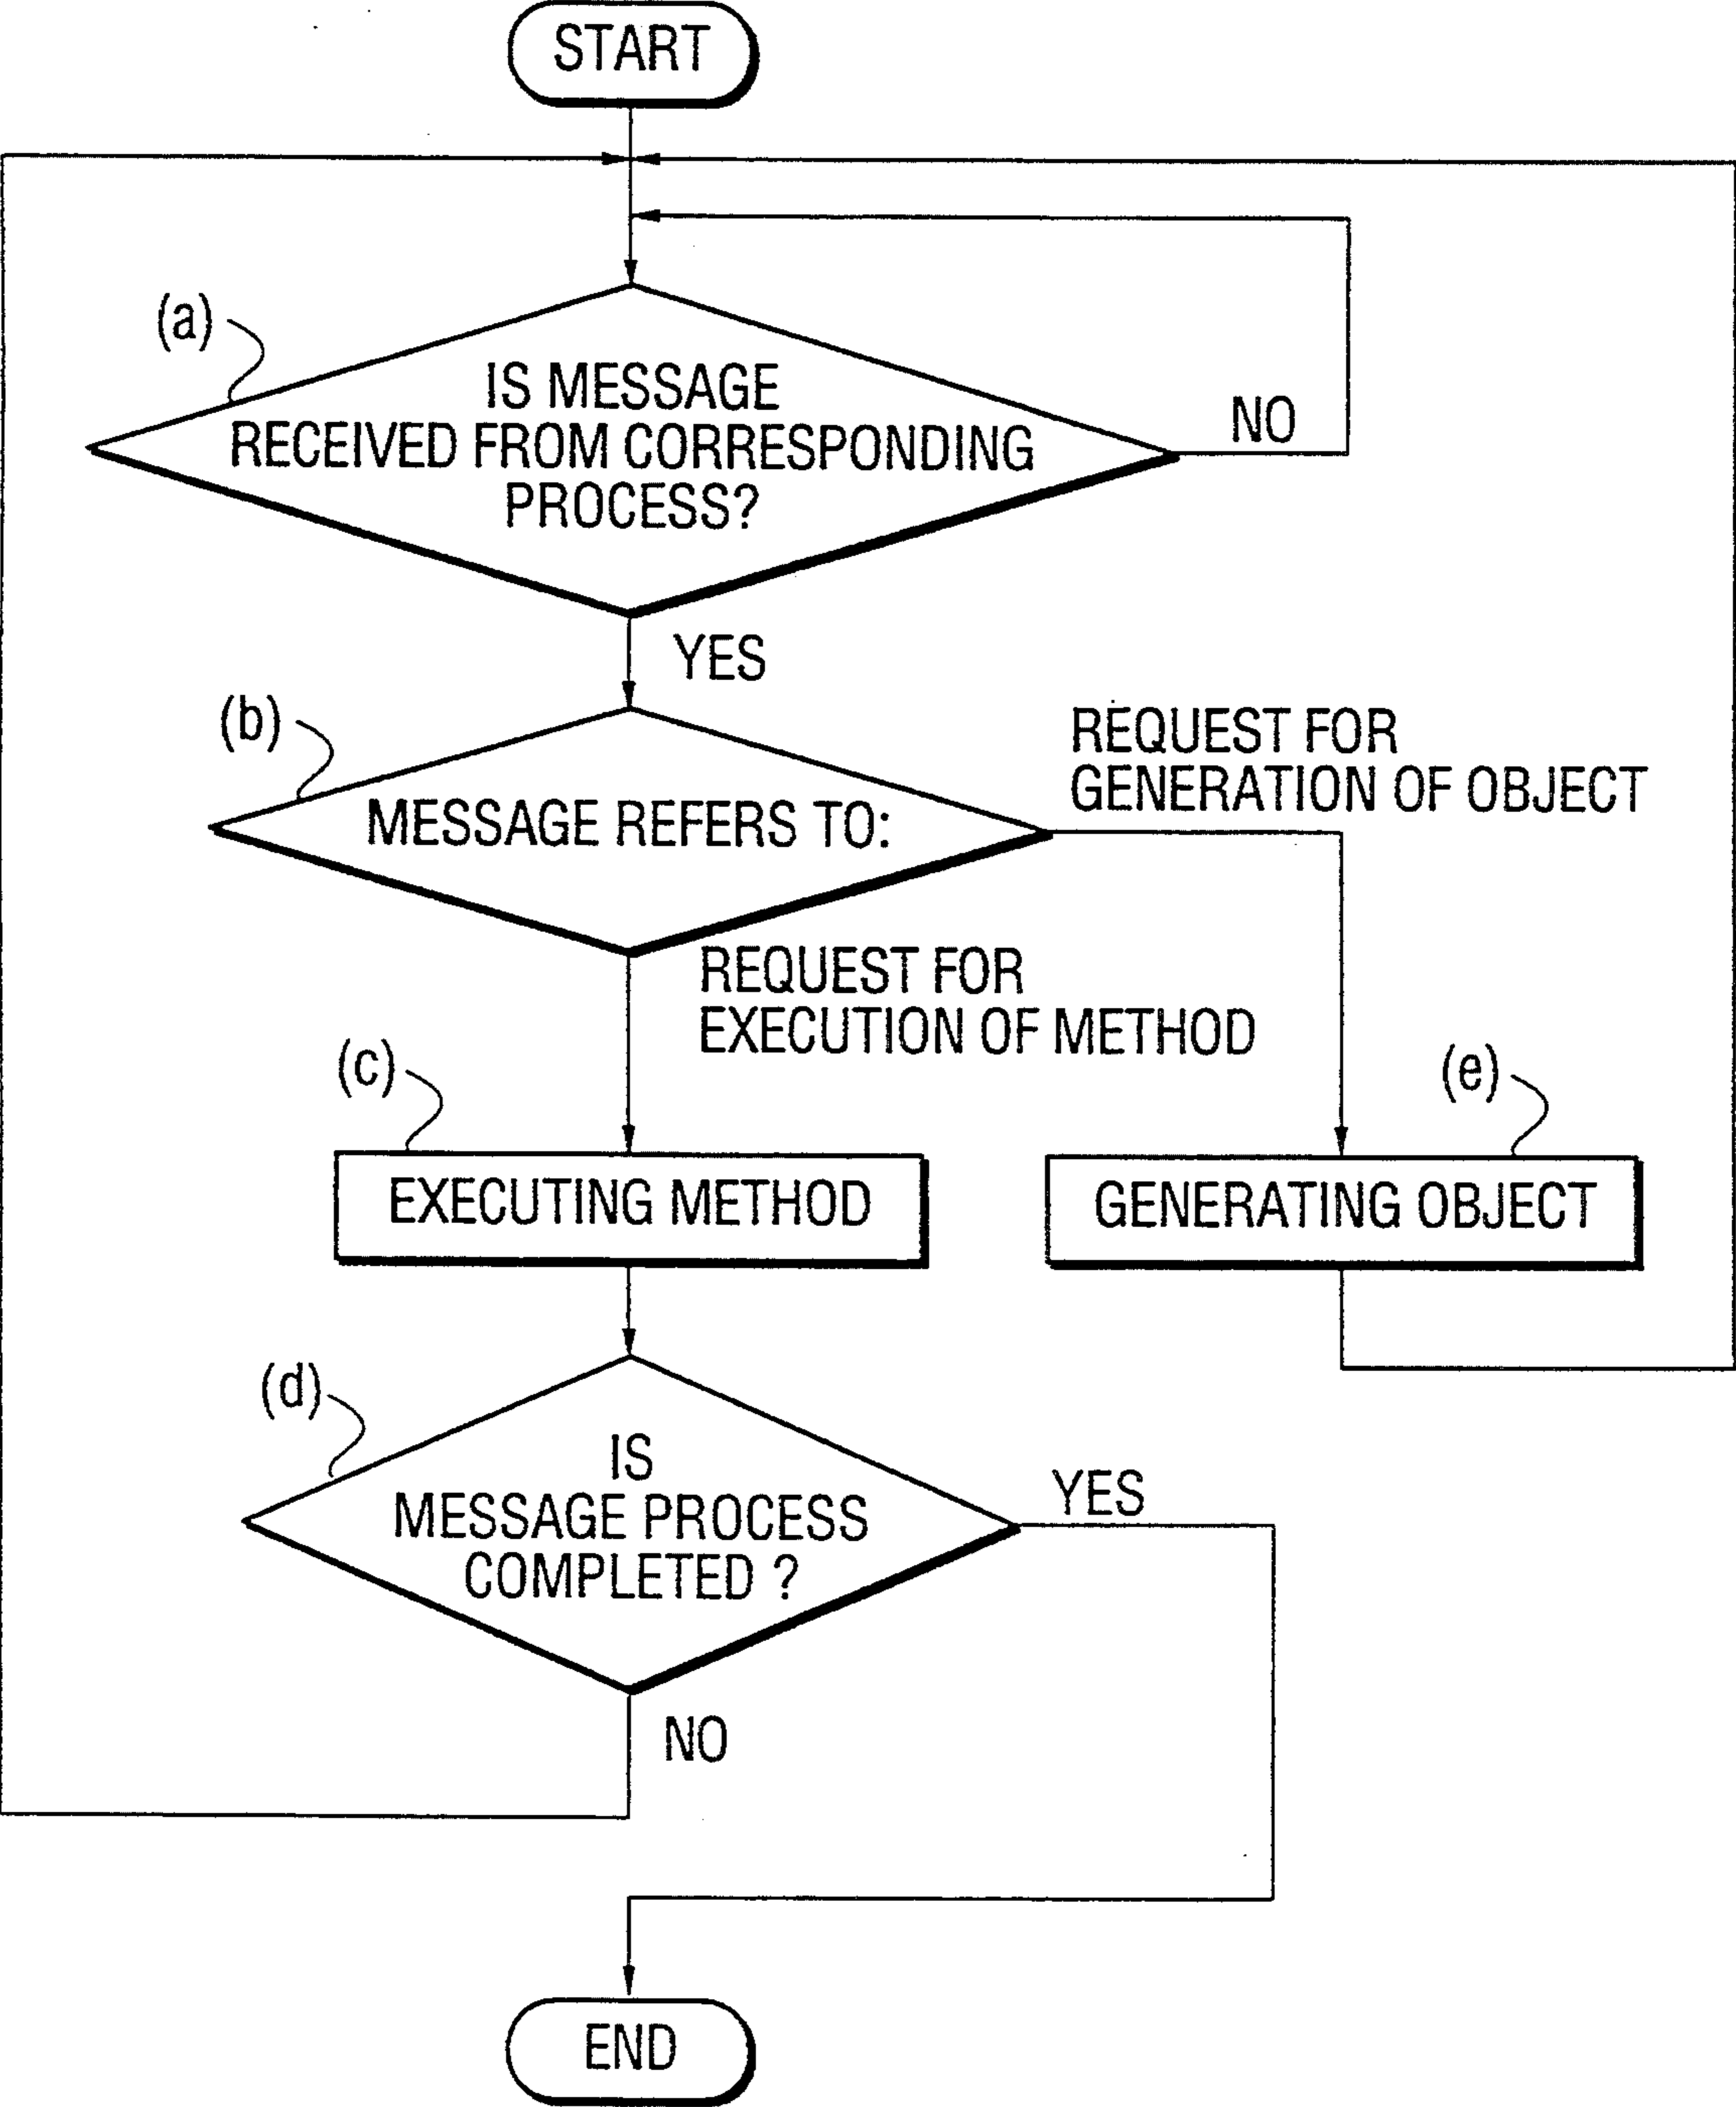 START
(a)
IS MESSAGE
RECEIVED FROM CORRESPONDING
PROCESS?
NO
YES
(b)
MESSAGE REFERS TO:
REQUEST FOR
GENERATION OF OBJECT
REQUEST FOR
EXECUTION OF METHOD
(c)
EXECUTING METHOD
(e)
GENERATING OBJECT
(d)
IS
MESSAGE PROCESS
COMPLETED ?
YES
NO
END